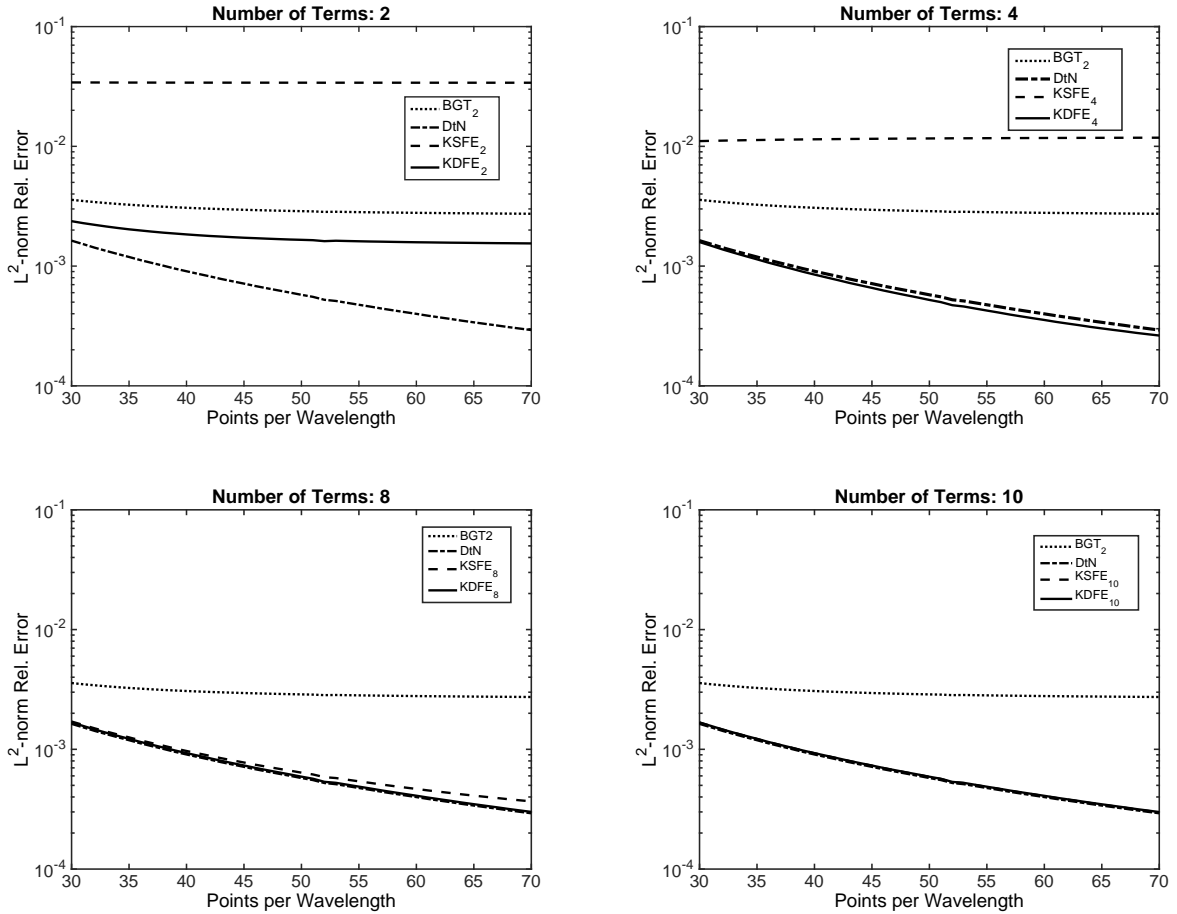 Number of Terms: 2
10^-1
10^-2
10^-3
10^-4
L^2-norm Rel. Error
BGT_2
DtN
KSFE_2
KDFE_2
30 35 40 45 50 55 60 65 70
Points per Wavelength
Number of Terms: 4
10^-1
10^-2
10^-3
10^-4
L^2-norm Rel. Error
BGT_2
DtN
KSFE_4
KDFE_4
30 35 40 45 50 55 60 65 70
Points per Wavelength
Number of Terms: 8
10^-1
10^-2
10^-3
10^-4
L^2-norm Rel. Error
BGT2
DtN
KSFE_8
KDFE_8
30 35 40 45 50 55 60 65 70
Points per Wavelength
Number of Terms: 10
10^-1
10^-2
10^-3
10^-4
L^2-norm Rel. Error
BGT_2
DtN
KSFE_10
KDFE_10
30 35 40 45 50 55 60 65 70
Points per Wavelength